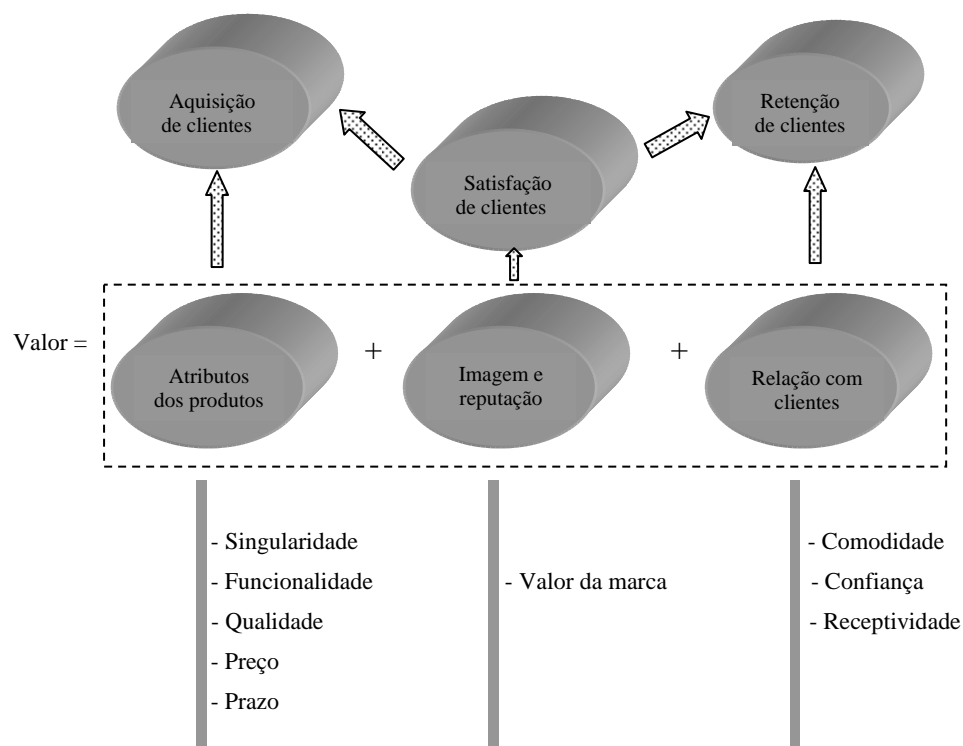 Aquisição
de clientes
Retenção
de clientes
Satisfação
de clientes
Valor =
Atributos
dos produtos
+
Imagem e
reputação
+
Relação com
clientes
- Singularidade
- Funcionalidade
- Qualidade
- Preço
- Prazo
- Valor da marca
- Comodidade
- Confiança
- Receptividade